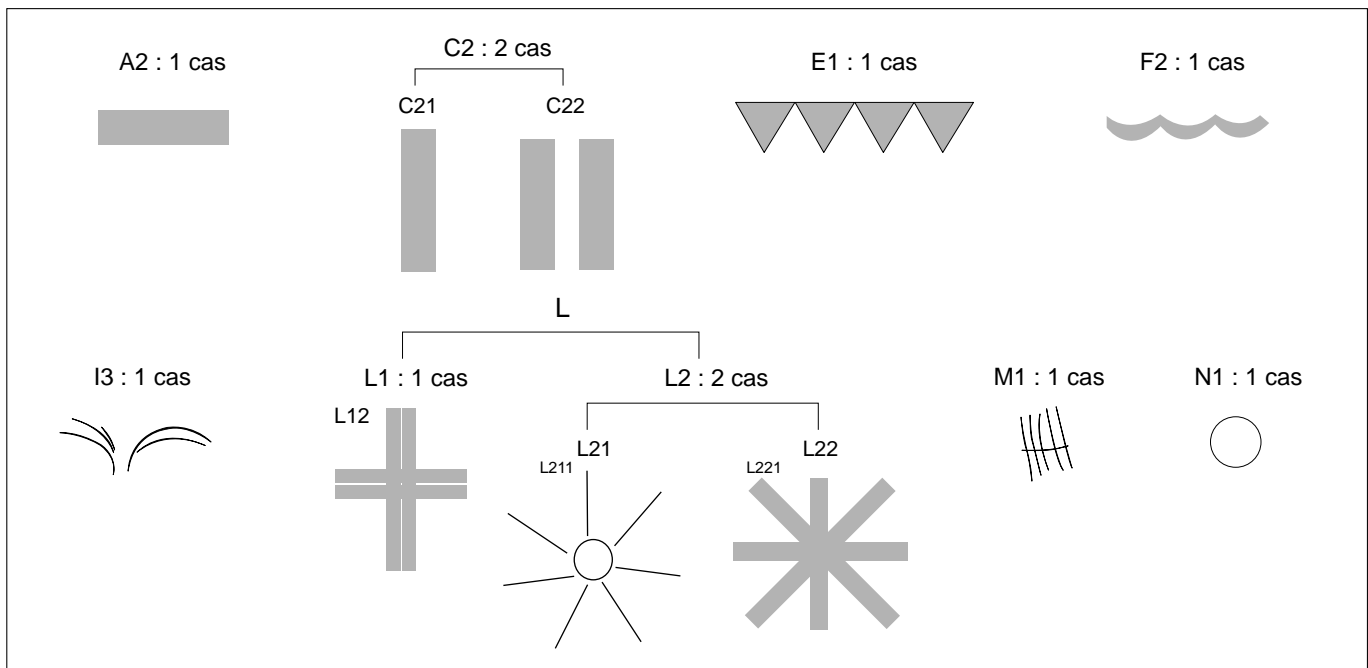 A2 : 1 cas
C2 : 2 cas
E1 : 1 cas
F2 : 1 cas
C21
C22
L
I3 : 1 cas
L1 : 1 cas
L2 : 2 cas
M1 : 1 cas
N1 : 1 cas
L12
L21
L22
L211
L221